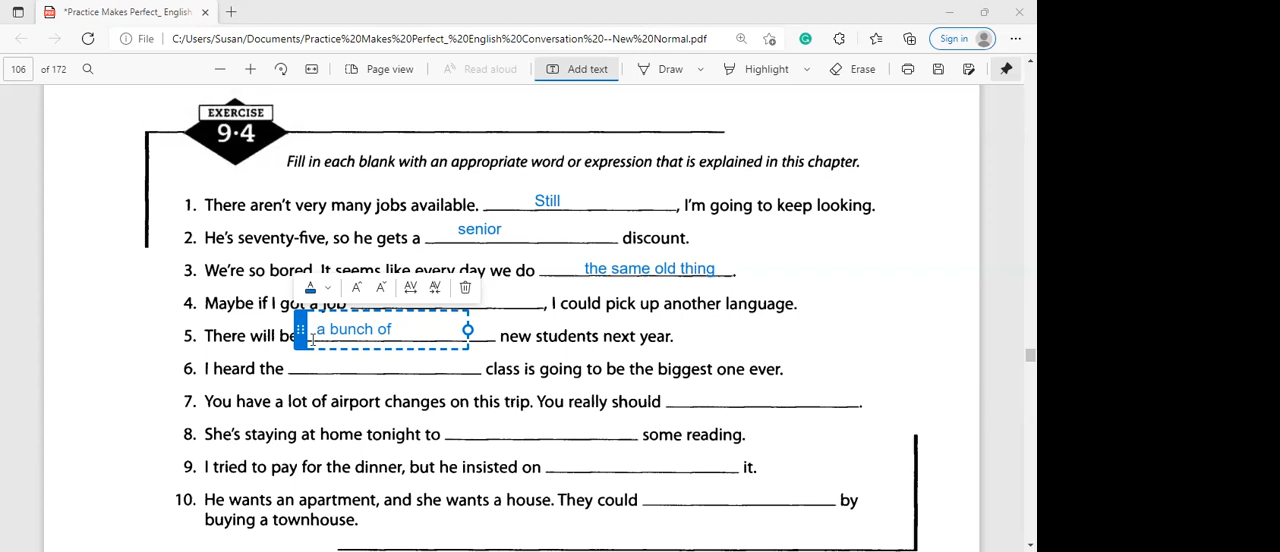 *Practice Makes Perfect_ English
File C:/Users/Susan/Documents/Practice%20Makes%20Perfect_%20English%20Conversation%20--New%20Normal.pdf Sign in
106 of 172 Page view Read aloud Add text Draw Highlight Erase
EXERCISE
9·4
Fill in each blank with an appropriate word or expression that is explained in this chapter.
1. There aren't very many jobs available. Still, I'm going to keep looking.
2. He's seventy-five, so he gets a senior discount.
3. We're so bored. It seems like every day we do the same old thing.
4. Maybe if I got a job ____________________, I could pick up another language.
5. There will be a bunch of new students next year.
6. I heard the ____________________ class is going to be the biggest one ever.
7. You have a lot of airport changes on this trip. You really should ____________________.
8. She's staying at home tonight to ____________________ some reading.
9. I tried to pay for the dinner, but he insisted on ____________________ it.
10. He wants an apartment, and she wants a house. They could ____________________ by
buying a townhouse.